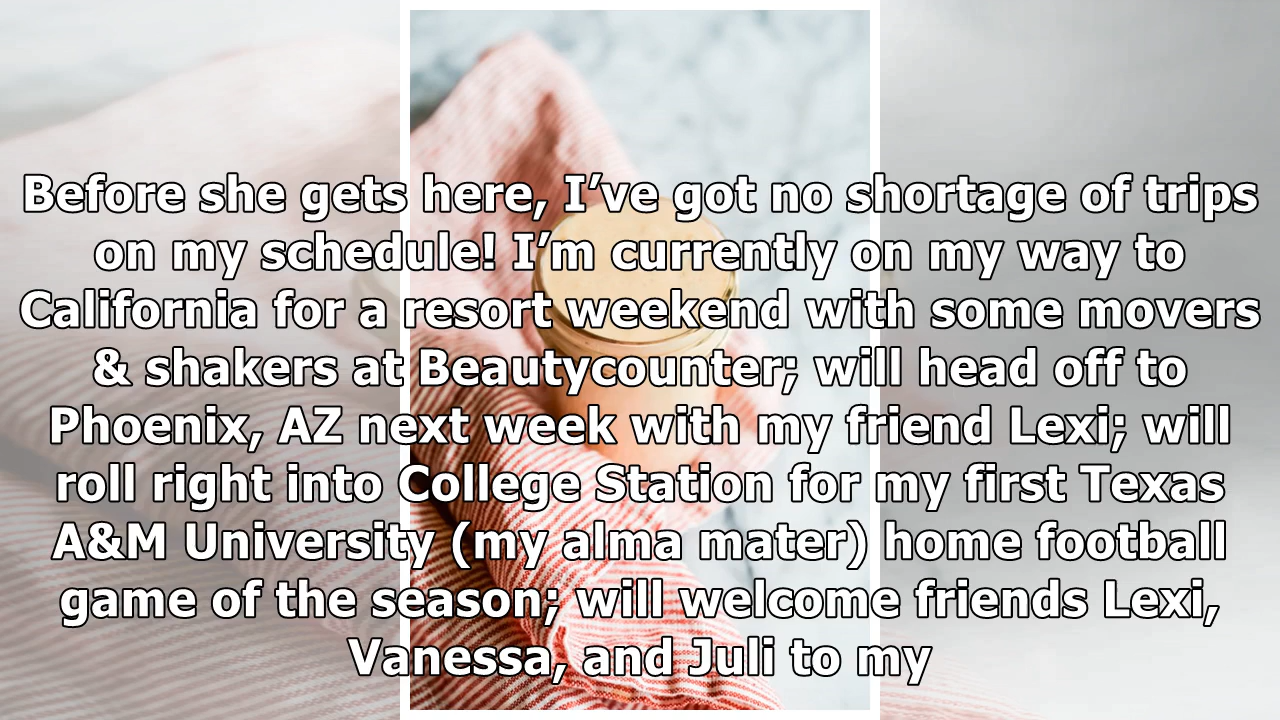 Before she gets here, I’ve got no shortage of trips
on my schedule! I’m currently on my way to
California for a resort weekend with some movers
& shakers at Beautycounter; will head off to
Phoenix, AZ next week with my friend Lexi; will
roll right into College Station for my first Texas
A&M University (my alma mater) home football
game of the season; will welcome friends Lexi,
Vanessa, and Juli to my